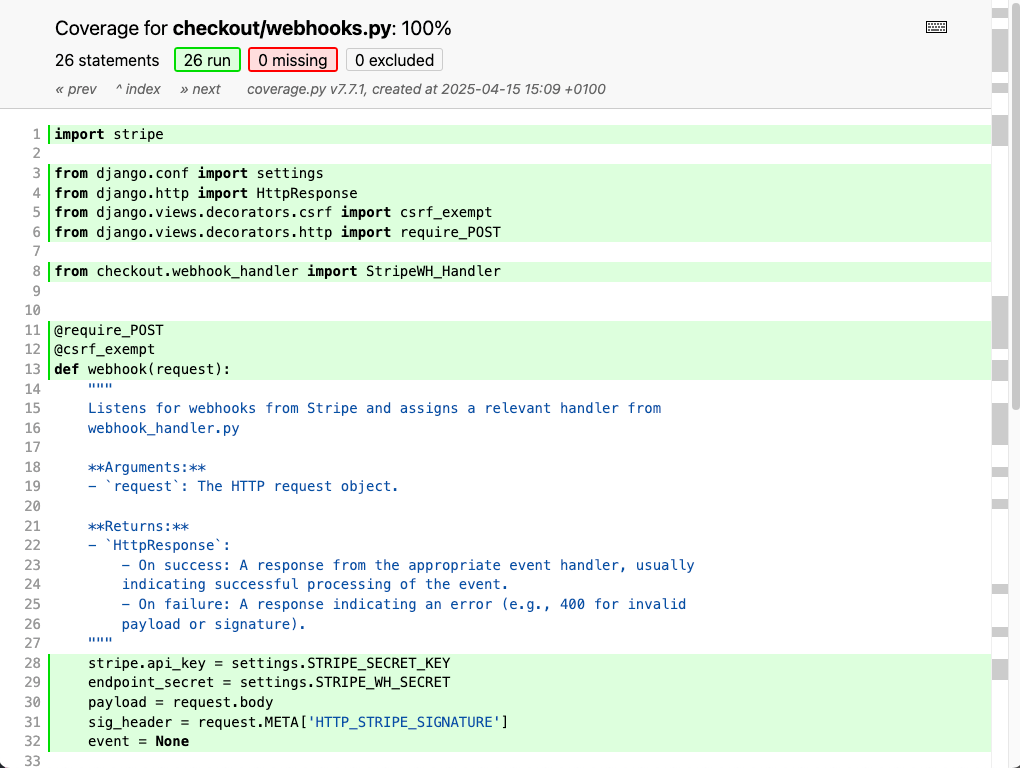 Coverage for checkout/webhooks.py: 100%
26 statements 26 run 0 missing 0 excluded
« prev ^ index » next coverage.py v7.7.1, created at 2025-04-15 15:09 +0100
1 import stripe
2
3 from django.conf import settings
4 from django.http import HttpResponse
5 from django.views.decorators.csrf import csrf_exempt
6 from django.views.decorators.http import require_POST
7
8 from checkout.webhook_handler import StripeWH_Handler
9
10
11 @require_POST
12 @csrf_exempt
13 def webhook(request):
14     """
15     Listens for webhooks from Stripe and assigns a relevant handler from
16     webhook_handler.py
17
18     **Arguments:**
19     – `request`: The HTTP request object.
20
21     **Returns:**
22     – `HttpResponse`:
23         – On success: A response from the appropriate event handler, usually
24         indicating successful processing of the event.
25         – On failure: A response indicating an error (e.g., 400 for invalid
26         payload or signature).
27     """
28     stripe.api_key = settings.STRIPE_SECRET_KEY
29     endpoint_secret = settings.STRIPE_WH_SECRET
30     payload = request.body
31     sig_header = request.META['HTTP_STRIPE_SIGNATURE']
32     event = None
33